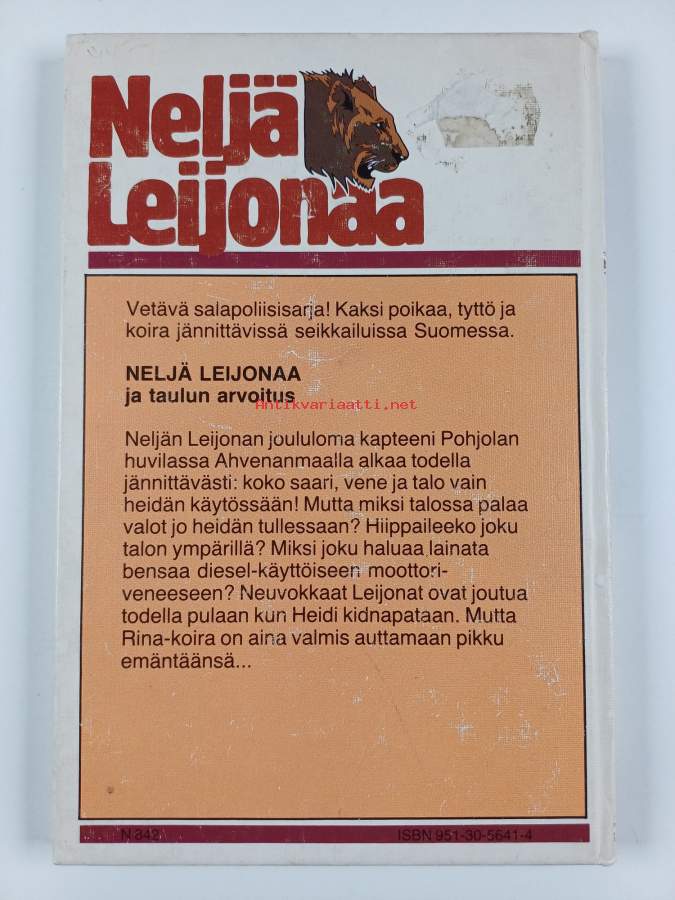 Neljä
Leijonaa
Vetävä salapoliisisarja! Kaksi poikaa, tyttö ja
koira jännittävissä seikkailuissa Suomessa.
NELJÄ LEIJONAA
ja taulun arvoitus
Antikvariaatti.net
Neljän Leijonan joululoma kapteeni Pohjolan
huvilassa Ahvenanmaalla alkaa todella
jännittävästi: koko saari, vene ja talo vain
heidän käytössään! Mutta miksi talossa palaa
valot jo heidän tullessaan? Hiippaileeko joku
talon ympärillä? Miksi joku haluaa lainata
bensaa diesel-käyttöiseen moottori-
veneeseen? Neuvokkaat Leijonat ovat joutua
todella pulaan kun Heidi kidnapataan. Mutta
Rina-koira on aina valmis auttamaan pikku
emäntäänsä...
N 342
ISBN 951-30-5641-4